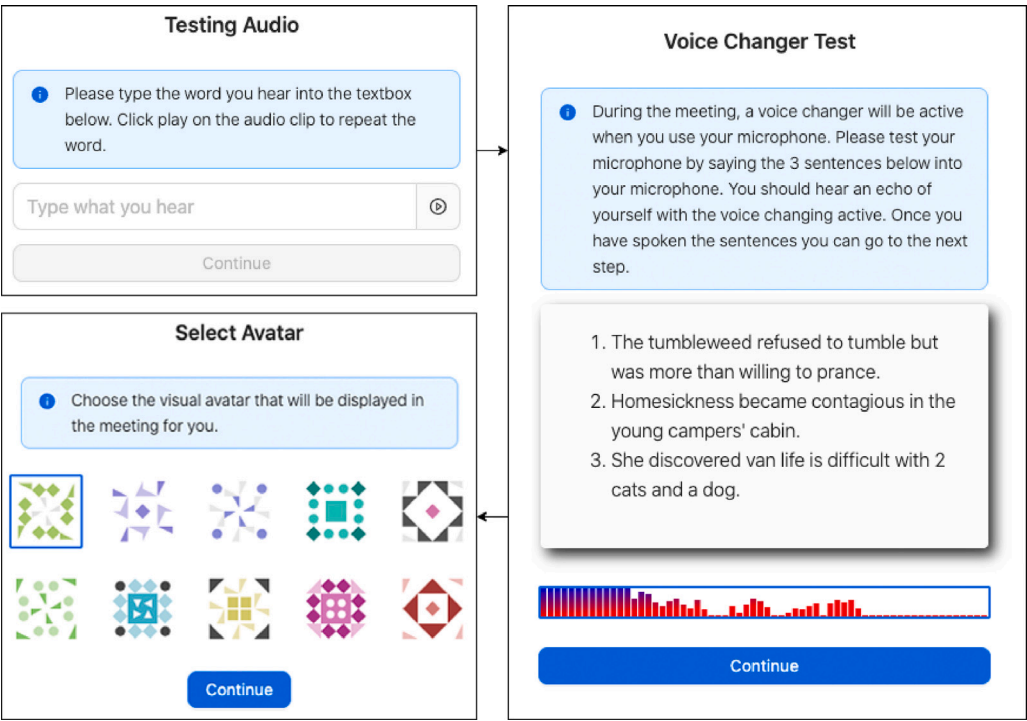 Testing Audio
Please type the word you hear into the textbox
below. Click play on the audio clip to repeat the
word.
Type what you hear
Continue
Voice Changer Test
During the meeting, a voice changer will be active
when you use your microphone. Please test your
microphone by saying the 3 sentences below into
your microphone. You should hear an echo of
yourself with the voice changing active. Once you
have spoken the sentences you can go to the next
step.
1. The tumbleweed refused to tumble but
was more than willing to prance.
2. Homesickness became contagious in the
young campers' cabin.
3. She discovered van life is difficult with 2
cats and a dog.
Continue
Select Avatar
Choose the visual avatar that will be displayed in
the meeting for you.
Continue